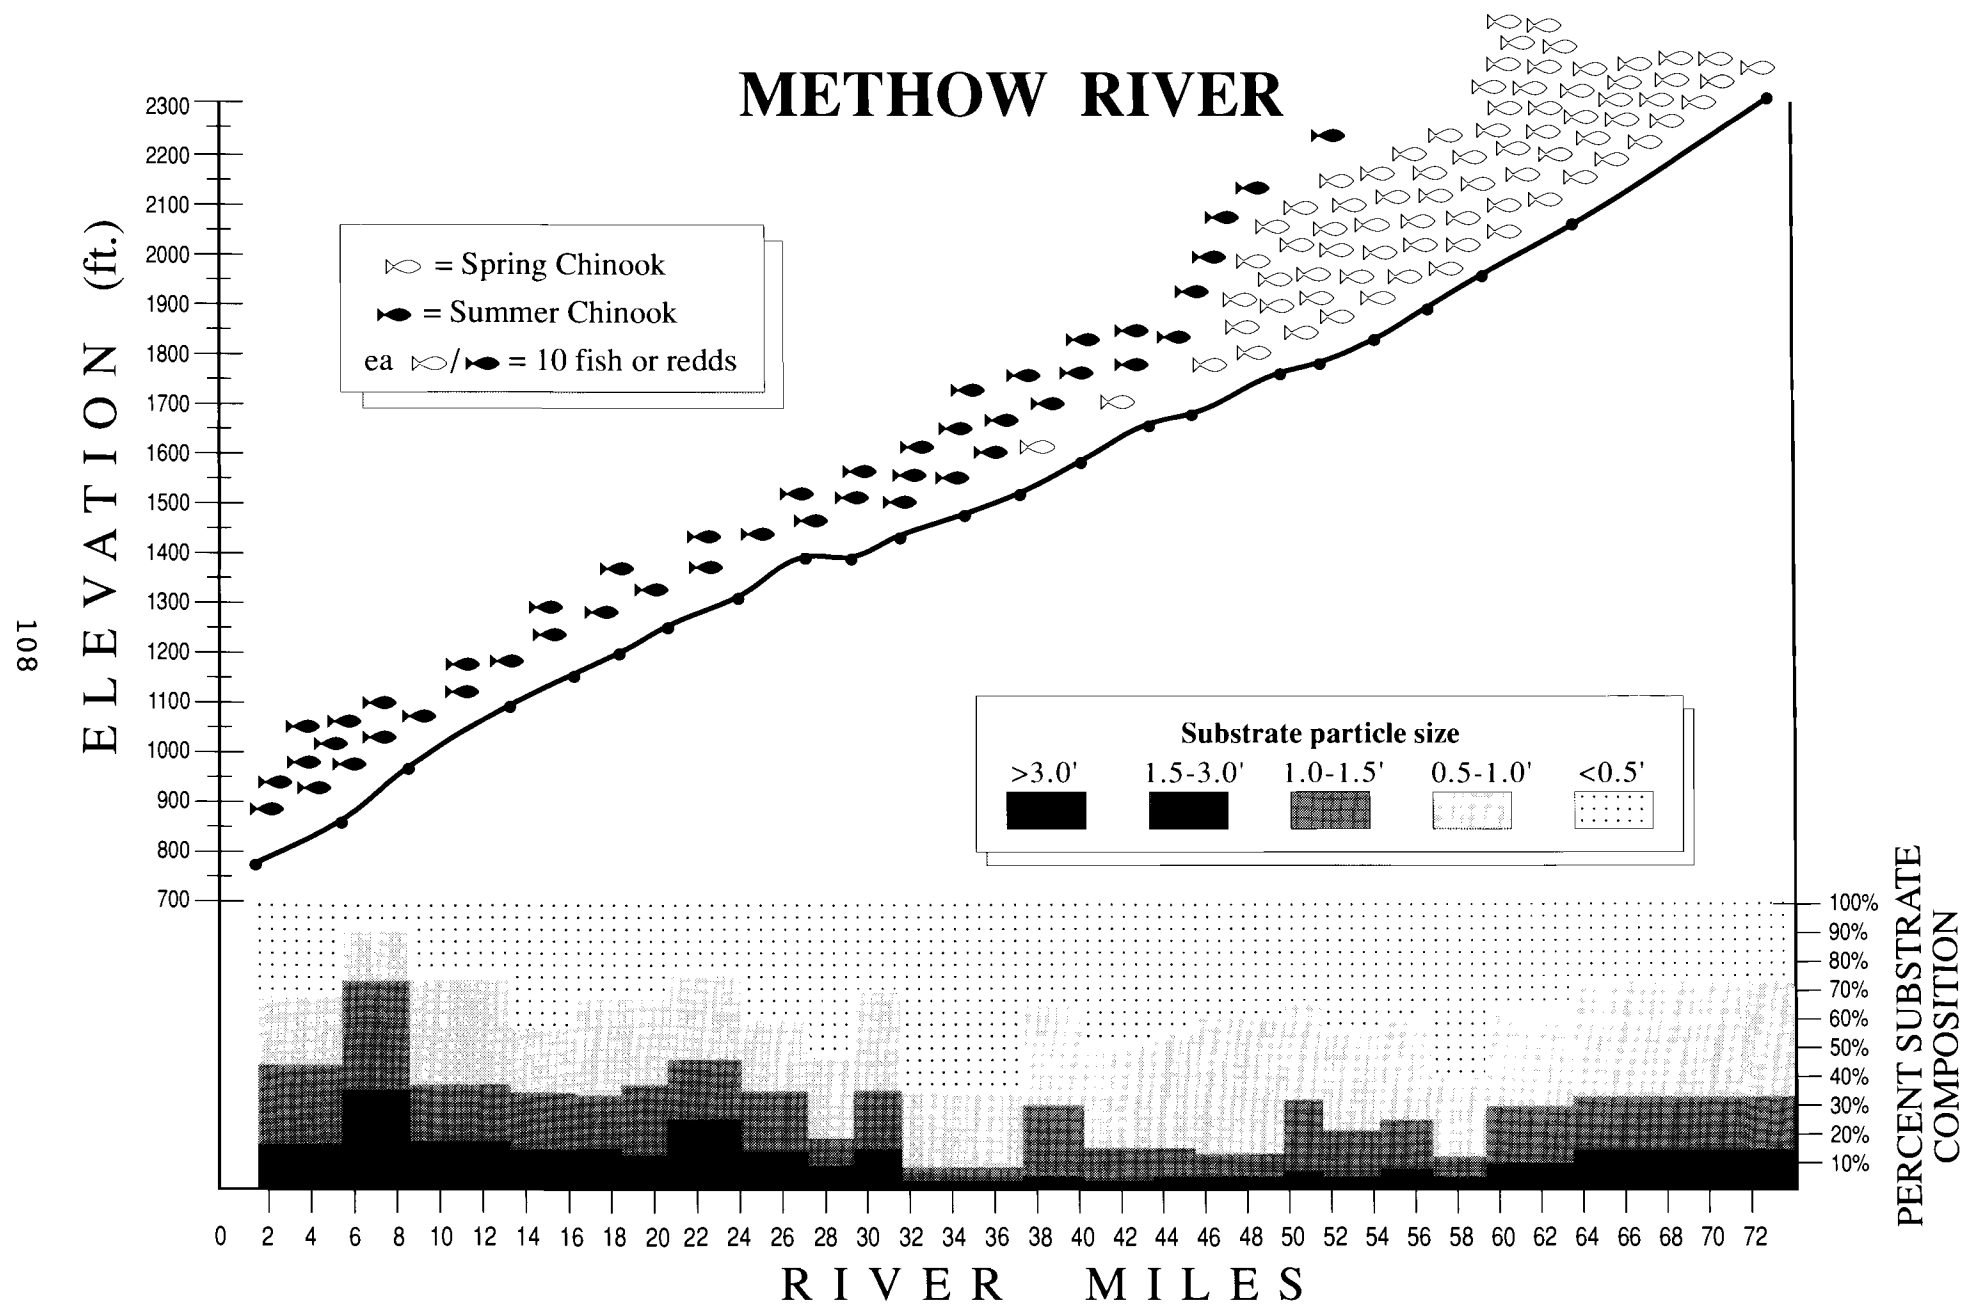 METHOW RIVER
2300
2200
2100
2000
1900
1800
1700
1600
1500
1400
1300
1200
1100
1000
900
800
700
ELEVATION (ft.)
= Spring Chinook
= Summer Chinook
ea / = 10 fish or redds
108
Substrate particle size
>3.0' 1.5-3.0' 1.0-1.5' 0.5-1.0' <0.5'
100%
90%
80%
70%
60%
50%
40%
30%
20%
10%
PERCENT SUBSTRATE
COMPOSITION
0 2 4 6 8 10 12 14 16 18 20 22 24 26 28 30 32 34 36 38 40 42 44 46 48 50 52 54 56 58 60 62 64 66 68 70 72
RIVER MILES